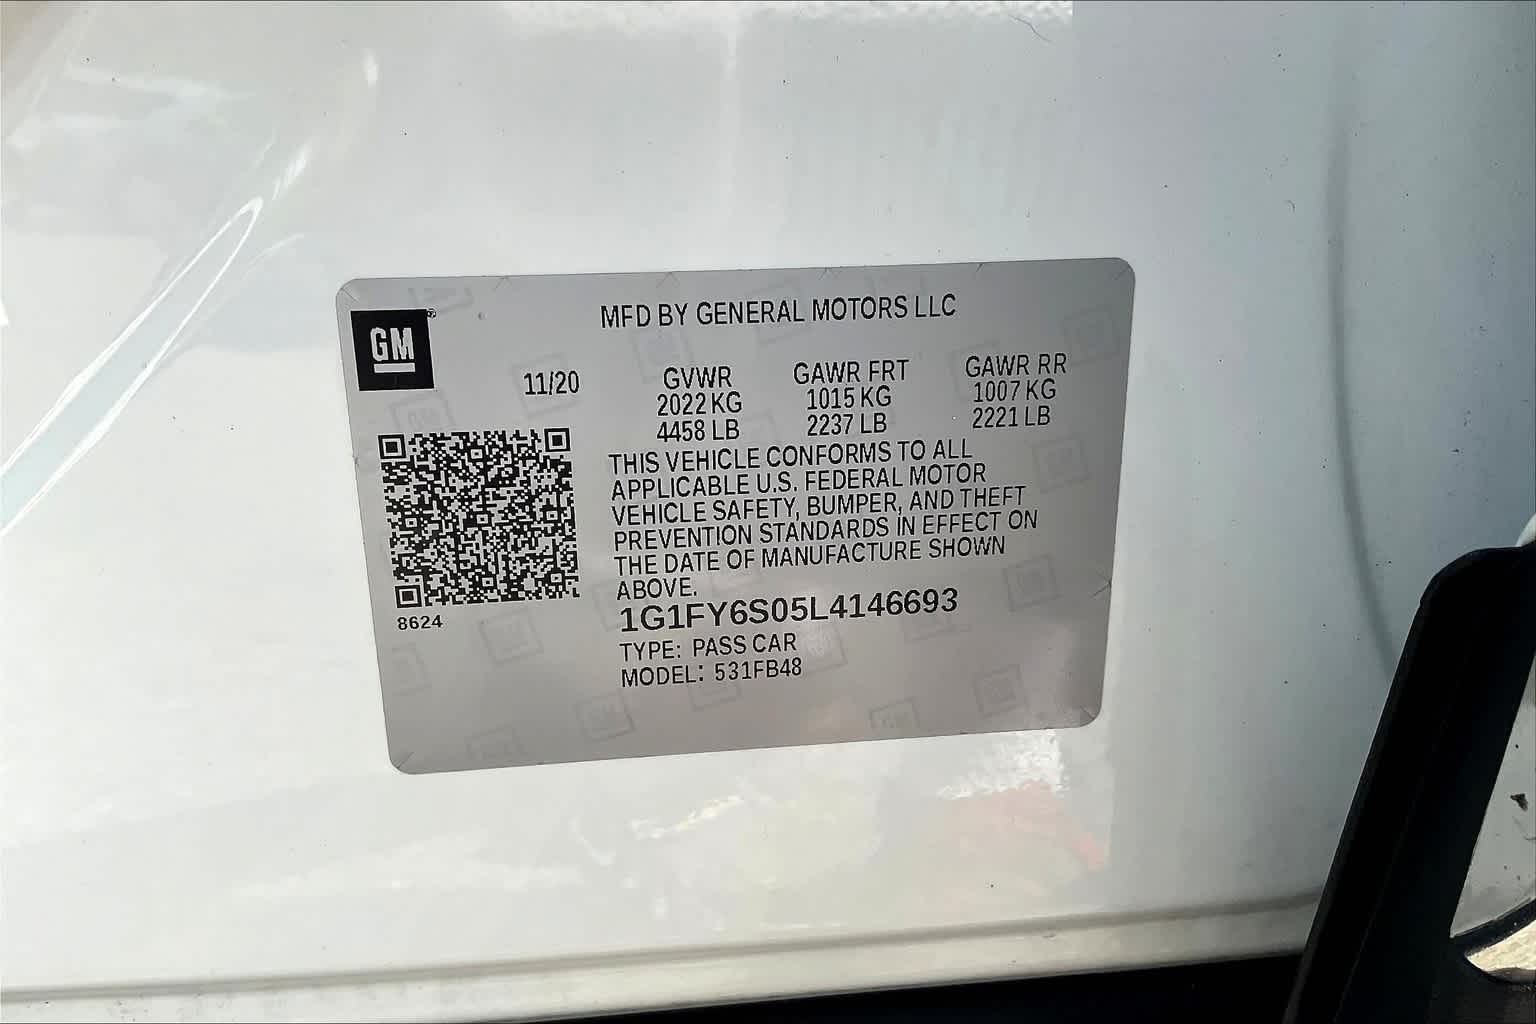 MFD BY GENERAL MOTORS LLC
GM®
11/20 GVWR GAWR FRT GAWR RR
2022 KG 1015 KG 1007 KG
4458 LB 2237 LB 2221 LB
THIS VEHICLE CONFORMS TO ALL
APPLICABLE U.S. FEDERAL MOTOR
VEHICLE SAFETY, BUMPER, AND THEFT
PREVENTION STANDARDS IN EFFECT ON
THE DATE OF MANUFACTURE SHOWN
ABOVE.
8624
1G1FY6S05L4146693
TYPE: PASS CAR
MODEL: 531FB48